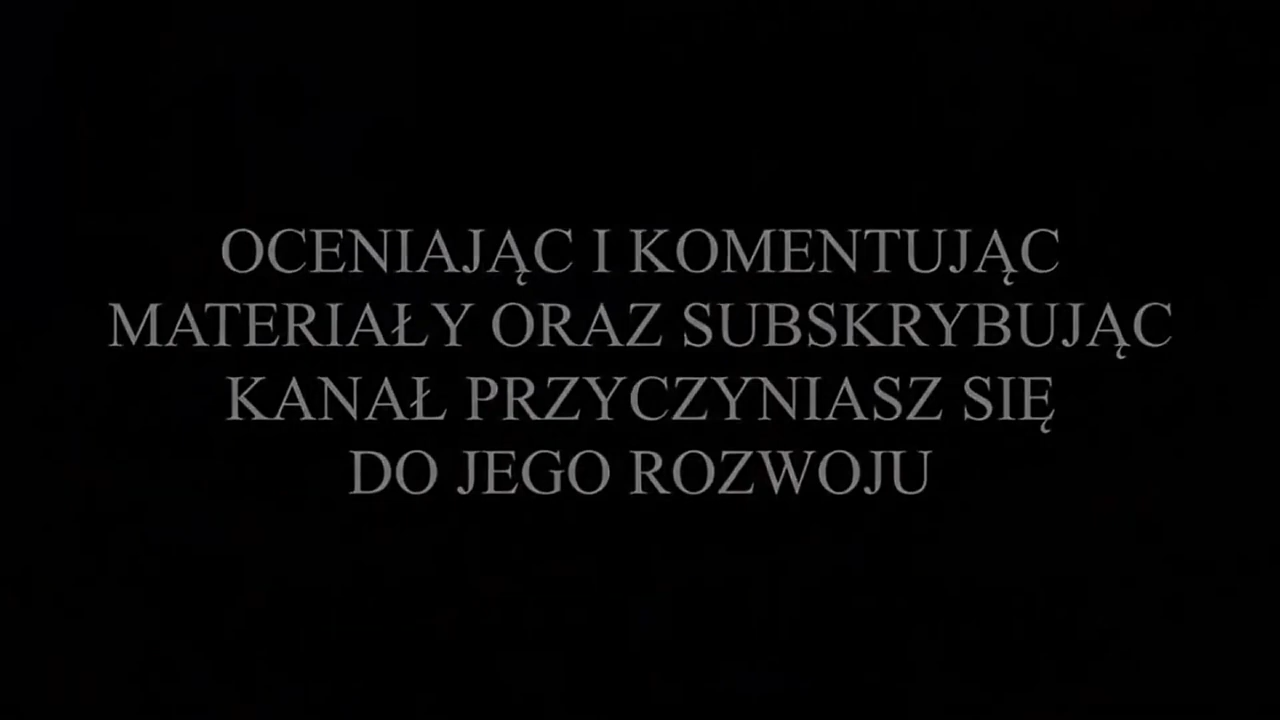 OCENIAJĄC I KOMENTUJĄC
MATERIAŁY ORAZ SUBSKRYBUJĄC
KANAŁ PRZYCZYNIASZ SIĘ
DO JEGO ROZWOJU